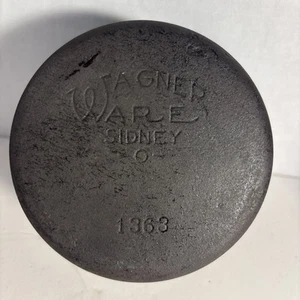 WAGNER
WARE
SIDNEY
-O-
1363